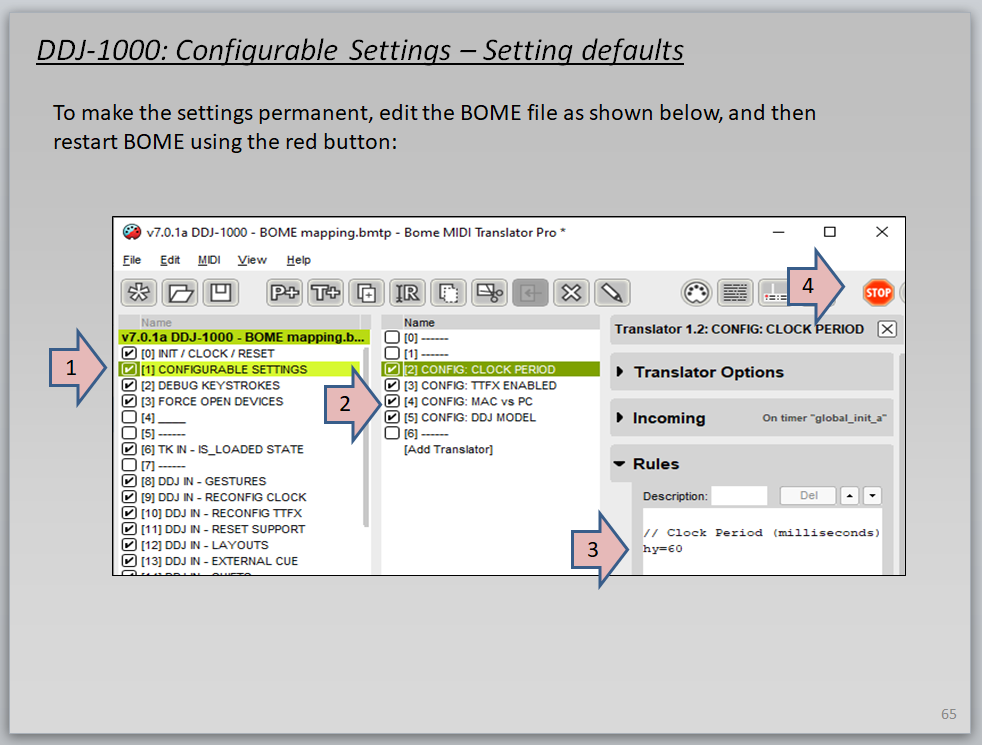 DDJ-1000: Configurable Settings – Setting defaults
To make the settings permanent, edit the BOME file as shown below, and then
restart BOME using the red button:
v7.0.1a DDJ-1000 - BOME mapping.bmtp - Bome MIDI Translator Pro *
File Edit MIDI View Help
P+ T+ IR STOP
4
Name
v7.0.1a DDJ-1000 - BOME mapping.b...
[0] INIT / CLOCK / RESET
[1] CONFIGURABLE SETTINGS
[2] DEBUG KEYSTROKES
[3] FORCE OPEN DEVICES
[4] ____
[5] ------
[6] TK IN - IS_LOADED STATE
[7] ------
[8] DDJ IN - GESTURES
[9] DDJ IN - RECONFIG CLOCK
[10] DDJ IN - RECONFIG TTFX
[11] DDJ IN - RESET SUPPORT
[12] DDJ IN - LAYOUTS
[13] DDJ IN - EXTERNAL CUE
1
Name
[0] ------
[1] ------
[2] CONFIG: CLOCK PERIOD
[3] CONFIG: TTFX ENABLED
[4] CONFIG: MAC vs PC
[5] CONFIG: DDJ MODEL
[6] ------
[Add Translator]
2
Translator 1.2: CONFIG: CLOCK PERIOD
Translator Options
Incoming On timer "global_init_a"
Rules
Description: Del
// Clock Period (milliseconds)
hy=60
3
65